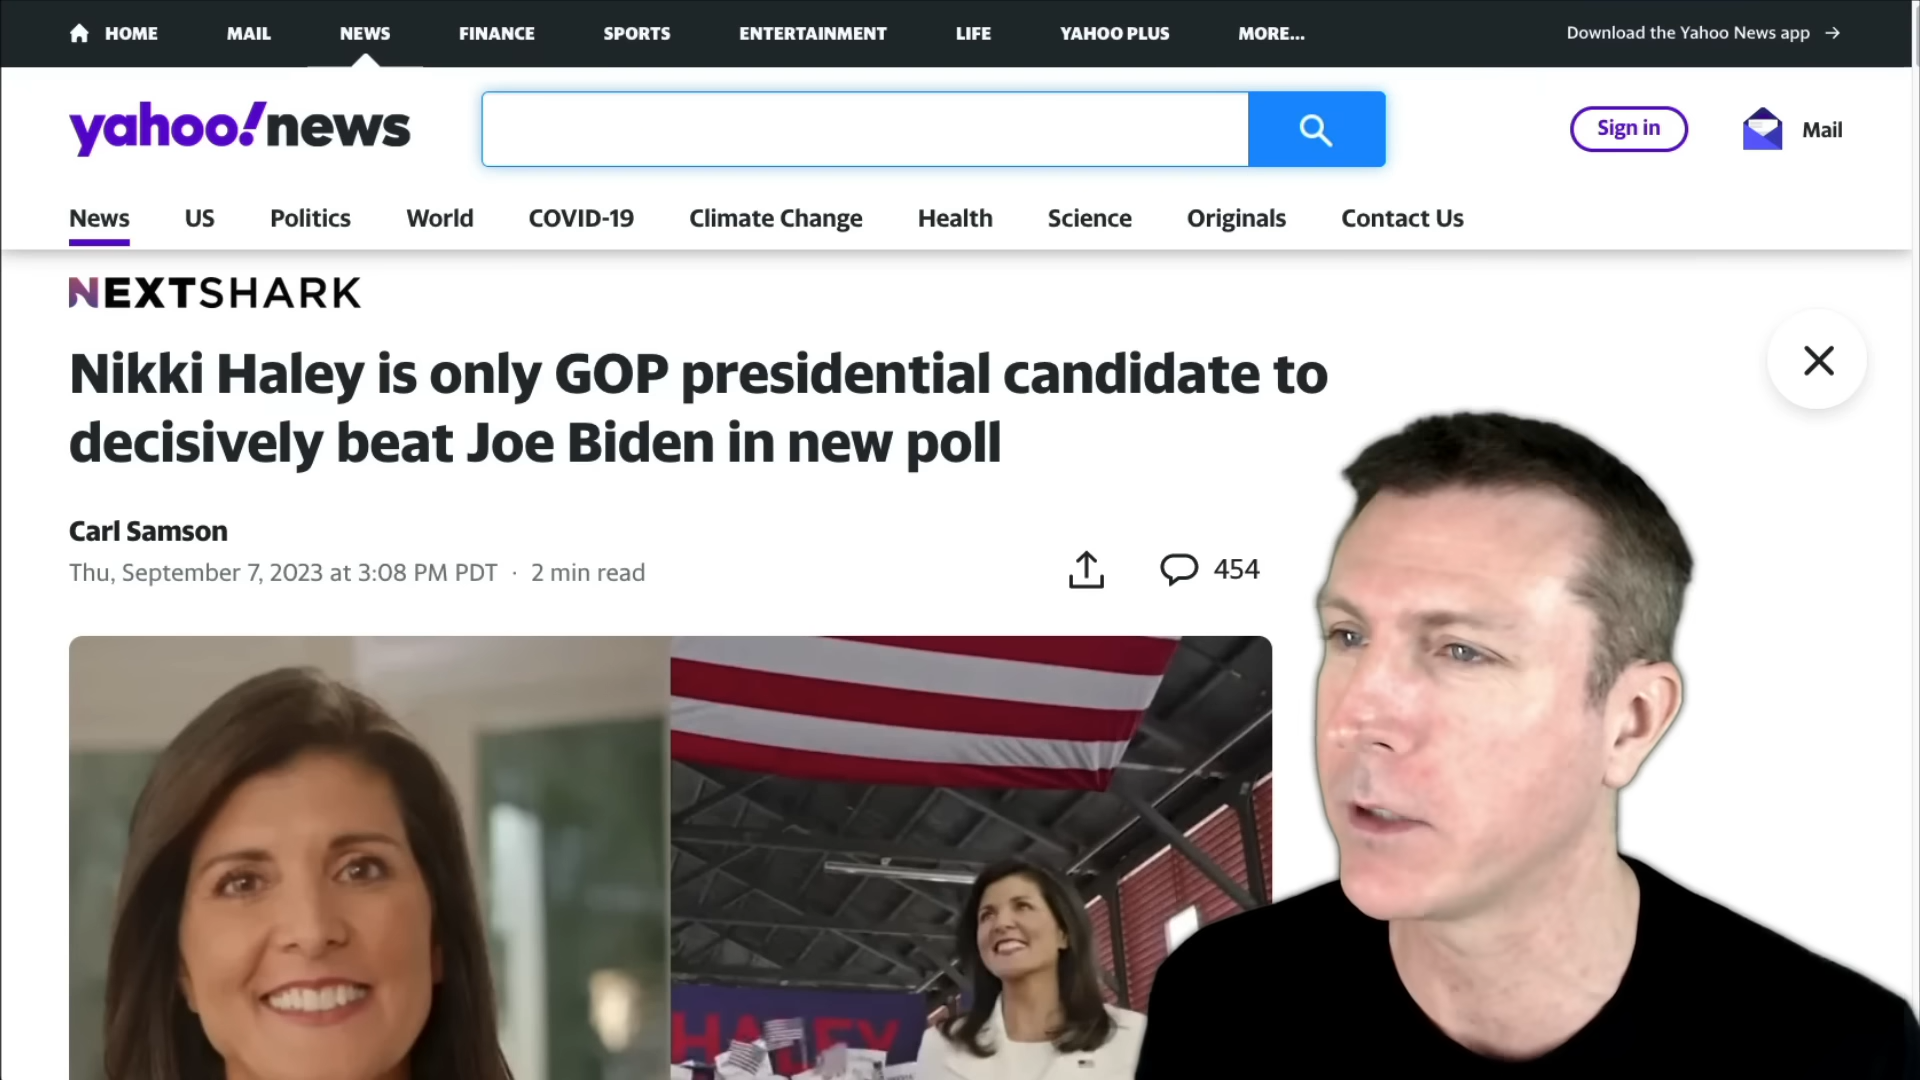 HOME MAIL NEWS FINANCE SPORTS ENTERTAINMENT LIFE YAHOO PLUS MORE... Download the Yahoo News app →
yahoo!news Sign in Mail
News US Politics World COVID-19 Climate Change Health Science Originals Contact Us
NEXTSHARK
Nikki Haley is only GOP presidential candidate to
decisively beat Joe Biden in new poll
Carl Samson
Thu, September 7, 2023 at 3:08 PM PDT · 2 min read 454
HALEY